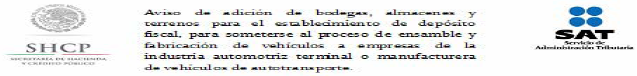 Aviso de adición de bodegas, almacenes y
terrenos para el establecimiento de depósito
fiscal, para someterse al proceso de ensamble y
fabricación de vehículos a empresas de la
industria automotriz terminal o manufacturera
de vehículos de autotransporte.
SHCP
SECRETARÍA DE HACIENDA
Y CRÉDITO PÚBLICO
SAT
Servicio de
Administración Tributaria